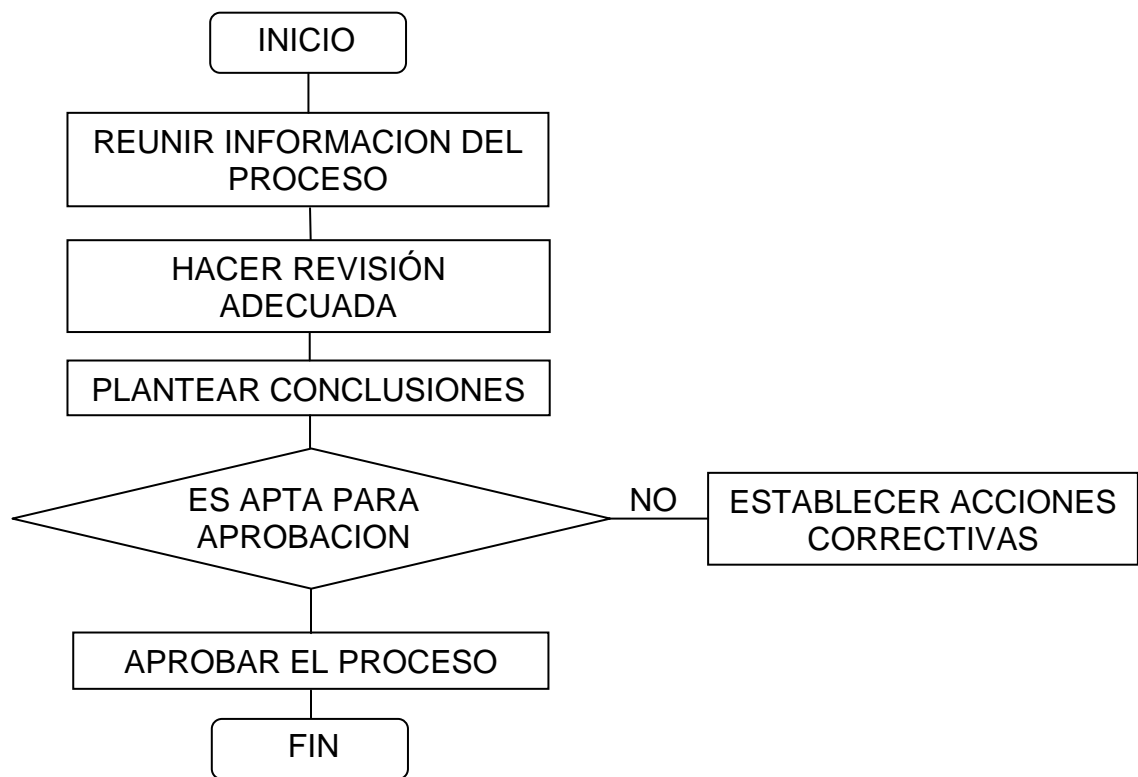 INICIO
REUNIR INFORMACION DEL
PROCESO
HACER REVISIÓN
ADECUADA
PLANTEAR CONCLUSIONES
ES APTA PARA
APROBACION
NO
ESTABLECER ACCIONES
CORRECTIVAS
APROBAR EL PROCESO
FIN